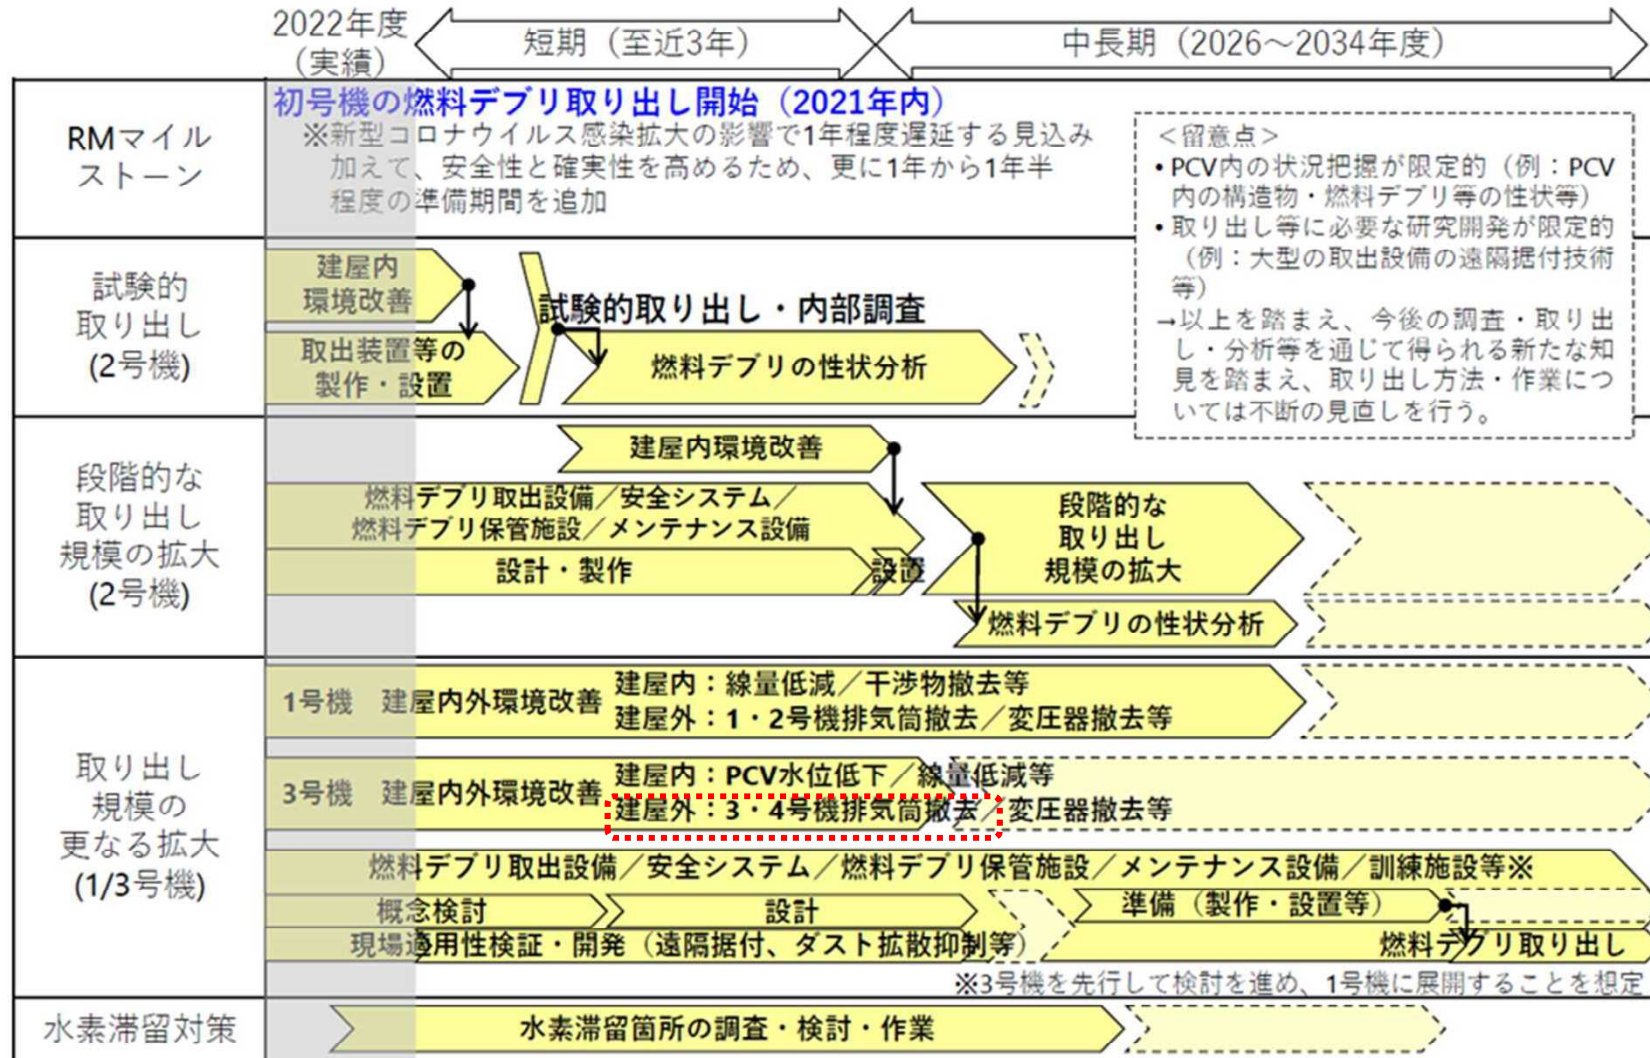 2022年度
(実績)
短期（至近3年）
中長期（2026～2034年度）
RMマイル
ストーン
初号機の燃料デブリ取り出し開始（2021年内）
※新型コロナウイルス感染拡大の影響で1年程度遅延する見込み
加えて、安全性と確実性を高めるため、更に1年から1年半
程度の準備期間を追加
＜留意点＞
•PCV内の状況把握が限定的（例：PCV
内の構造物・燃料デブリ等の性状等）
•取り出し等に必要な研究開発が限定的
（例：大型の取出設備の遠隔据付技術
等）
→以上を踏まえ、今後の調査・取り出
し・分析等を通じて得られる新たな知
見を踏まえ、取り出し方法・作業につ
いては不断の見直しを行う。
試験的
取り出し
(2号機)
建屋内
環境改善
取出装置等の
製作・設置
試験的取り出し・内部調査
燃料デブリの性状分析
段階的な
取り出し
規模の拡大
(2号機)
建屋内環境改善
燃料デブリ取出設備／安全システム／
燃料デブリ保管施設／メンテナンス設備
設計・製作
設置
段階的な
取り出し
規模の拡大
燃料デブリの性状分析
取り出し
規模の
更なる拡大
(1/3号機)
1号機　建屋内外環境改善
建屋内：線量低減／干渉物撤去等
建屋外：1・2号機排気筒撤去／変圧器撤去等
3号機　建屋内外環境改善
建屋内：PCV水位低下／線量低減等
建屋外：3・4号機排気筒撤去／変圧器撤去等
燃料デブリ取出設備／安全システム／燃料デブリ保管施設／メンテナンス設備／訓練施設等※
概念検討
設計
準備（製作・設置等）
現場適用性検証・開発（遠隔据付、ダスト拡散抑制等）
燃料デブリ取り出し
※3号機を先行して検討を進め、1号機に展開することを想定
水素滞留対策
水素滞留箇所の調査・検討・作業